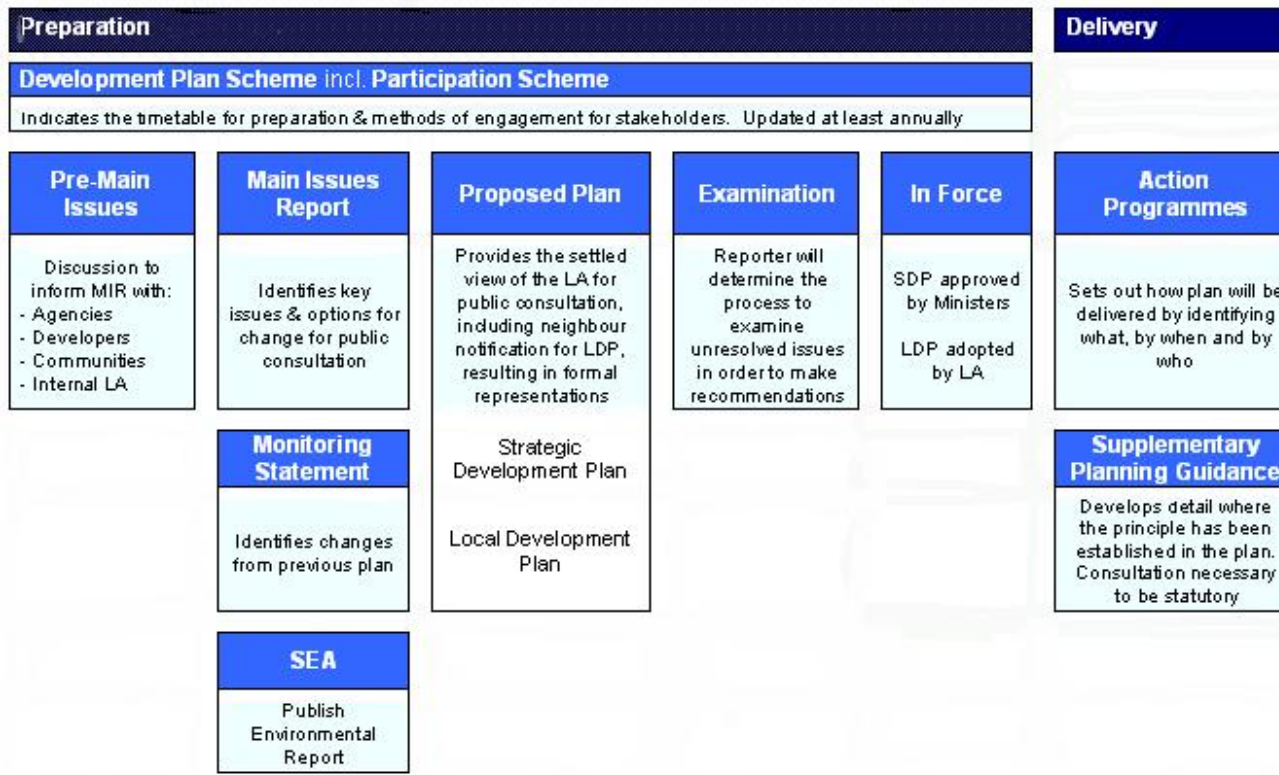 Preparation
Delivery
Development Plan Scheme incl. Participation Scheme
Indicates the timetable for preparation & methods of engagement for stakeholders. Updated at least annually
Pre-Main
Issues
Discussion to
inform MIR with:
- Agencies
- Developers
- Communities
- Internal LA
Main Issues
Report
Identifies key
issues & options for
change for public
consultation
Monitoring
Statement
Identifies changes
from previous plan
SEA
Publish
Environmental
Report
Proposed Plan
Provides the settled
view of the LA for
public consultation,
including neighbour
notification for LDP,
resulting in formal
representations
Strategic
Development Plan
Local Development
Plan
Examination
Reporter will
determine the
process to
examine
unresolved issues
in order to make
recommendations
In Force
SDP approved
by Ministers
LDP adopted
by LA
Action
Programmes
Sets out how plan will be
delivered by identifying
what, by when and by
who
Supplementary
Planning Guidance
Develops detail where
the principle has been
established in the plan.
Consultation necessary
to be statutory